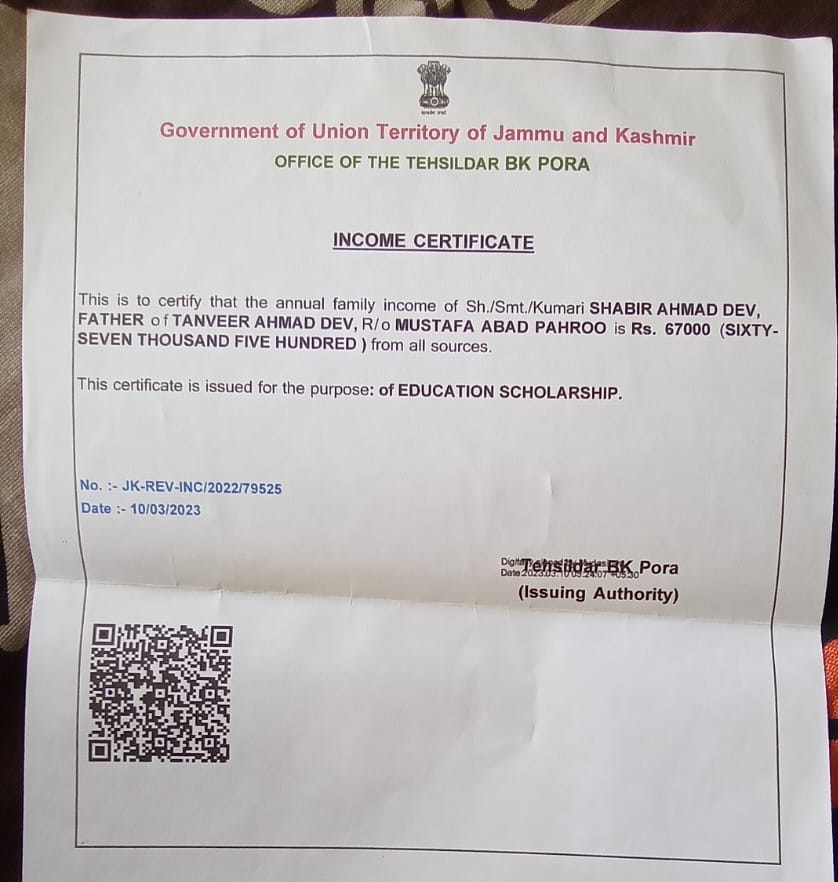 Government of Union Territory of Jammu and Kashmir
OFFICE OF THE TEHSILDAR BK PORA
INCOME CERTIFICATE
This is to certify that the annual family income of Sh./Smt./Kumari SHABIR AHMAD DEV,
FATHER of TANVEER AHMAD DEV, R/o MUSTAFA ABAD PAHROO is Rs. 67000 (SIXTY-
SEVEN THOUSAND FIVE HUNDRED ) from all sources.
This certificate is issued for the purpose: of EDUCATION SCHOLARSHIP.
No. :- JK-REV-INC/2022/79525
Date :- 10/03/2023
Tehsildar BK Pora
(Issuing Authority)